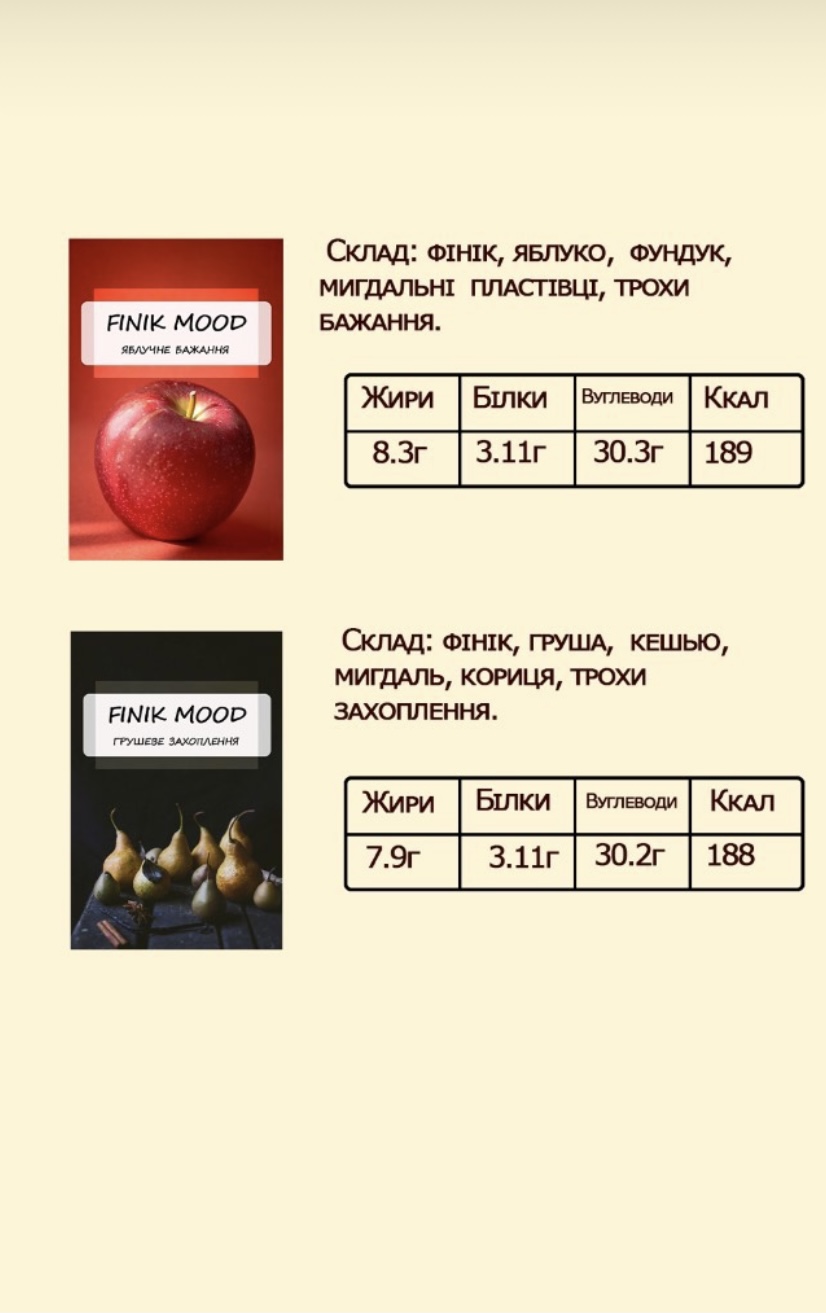 FINIK MOOD
ЯБЛУЧНЕ БАЖАННЯ
Склад: фінік, яблуко, фундук,
мигдальні пластівці, трохи
бажання.
Жири Білки Вуглеводи Ккал
8.3г 3.11г 30.3г 189
FINIK MOOD
ГРУШЕВЕ ЗАХОПЛЕННЯ
Склад: фінік, груша, кешью,
мигдаль, кориця, трохи
захоплення.
Жири Білки Вуглеводи Ккал
7.9г 3.11г 30.2г 188